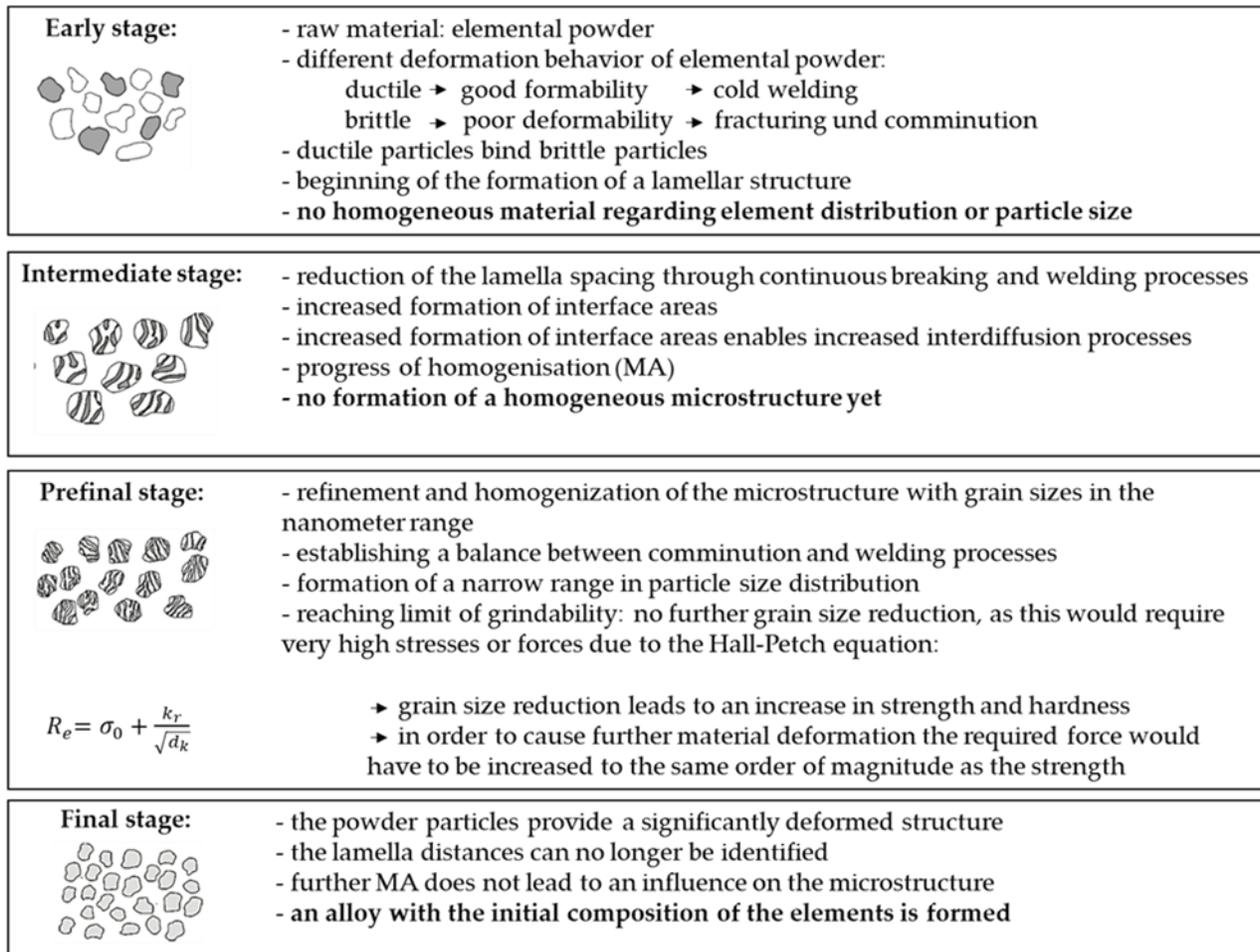 Early stage:
- raw material: elemental powder
- different deformation behavior of elemental powder:
ductile → good formability → cold welding
brittle → poor deformability → fracturing und comminution
- ductile particles bind brittle particles
- beginning of the formation of a lamellar structure
- no homogeneous material regarding element distribution or particle size
Intermediate stage:
- reduction of the lamella spacing through continuous breaking and welding processes
- increased formation of interface areas
- increased formation of interface areas enables increased interdiffusion processes
- progress of homogenisation (MA)
- no formation of a homogeneous microstructure yet
Prefinal stage:
- refinement and homogenization of the microstructure with grain sizes in the
nanometer range
- establishing a balance between comminution and welding processes
- formation of a narrow range in particle size distribution
- reaching limit of grindability: no further grain size reduction, as this would require
very high stresses or forces due to the Hall-Petch equation:
R_e = σ_0 + k_r/√d_k
→ grain size reduction leads to an increase in strength and hardness
→ in order to cause further material deformation the required force would
have to be increased to the same order of magnitude as the strength
Final stage:
- the powder particles provide a significantly deformed structure
- the lamella distances can no longer be identified
- further MA does not lead to an influence on the microstructure
- an alloy with the initial composition of the elements is formed